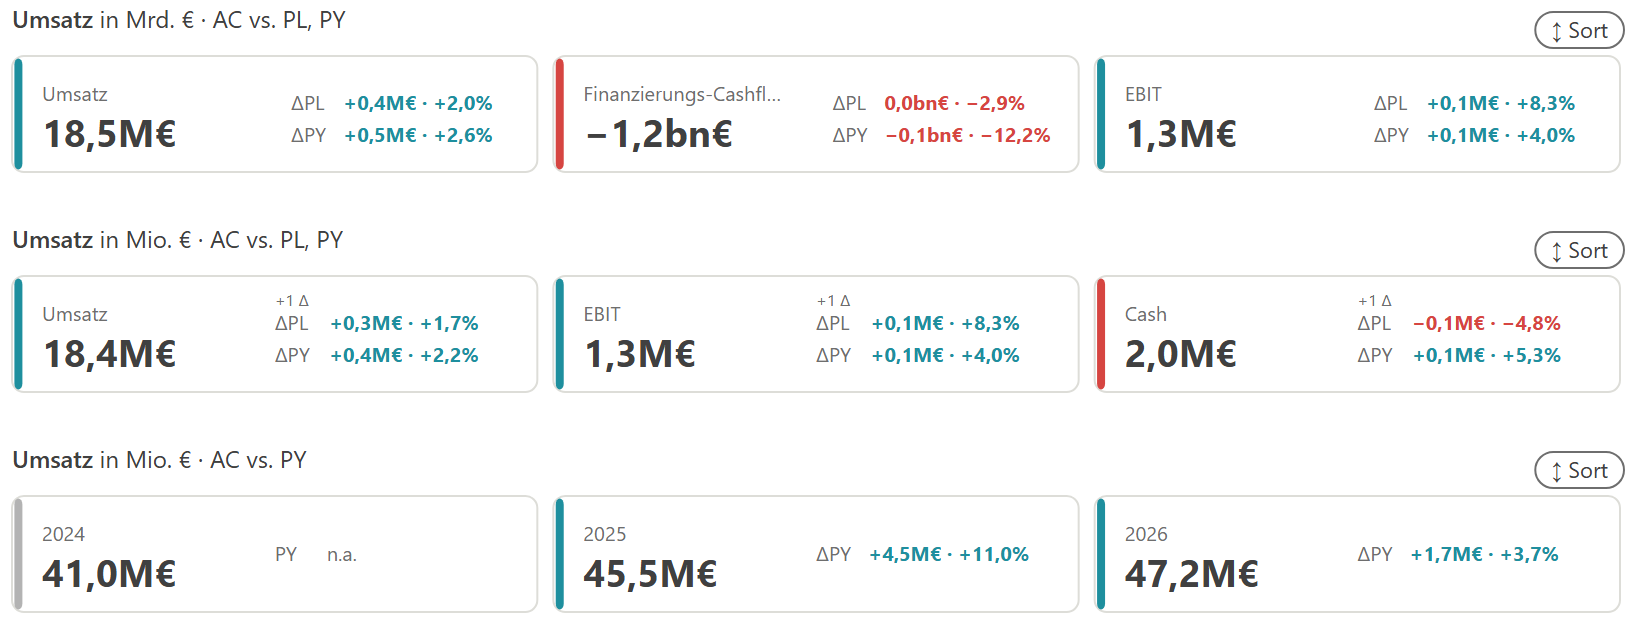 Umsatz in Mrd. € · AC vs. PL, PY
↕ Sort
Umsatz
18,5M€
ΔPL +0,4M€ · +2,0%
ΔPY +0,5M€ · +2,6%
Finanzierungs-Cashfl...
−1,2bn€
ΔPL 0,0bn€ · −2,9%
ΔPY −0,1bn€ · −12,2%
EBIT
1,3M€
ΔPL +0,1M€ · +8,3%
ΔPY +0,1M€ · +4,0%
Umsatz in Mio. € · AC vs. PL, PY
↕ Sort
Umsatz
18,4M€
+1 Δ
ΔPL +0,3M€ · +1,7%
ΔPY +0,4M€ · +2,2%
EBIT
1,3M€
+1 Δ
ΔPL +0,1M€ · +8,3%
ΔPY +0,1M€ · +4,0%
Cash
2,0M€
+1 Δ
ΔPL −0,1M€ · −4,8%
ΔPY +0,1M€ · +5,3%
Umsatz in Mio. € · AC vs. PY
↕ Sort
2024
41,0M€
PY n.a.
2025
45,5M€
ΔPY +4,5M€ · +11,0%
2026
47,2M€
ΔPY +1,7M€ · +3,7%